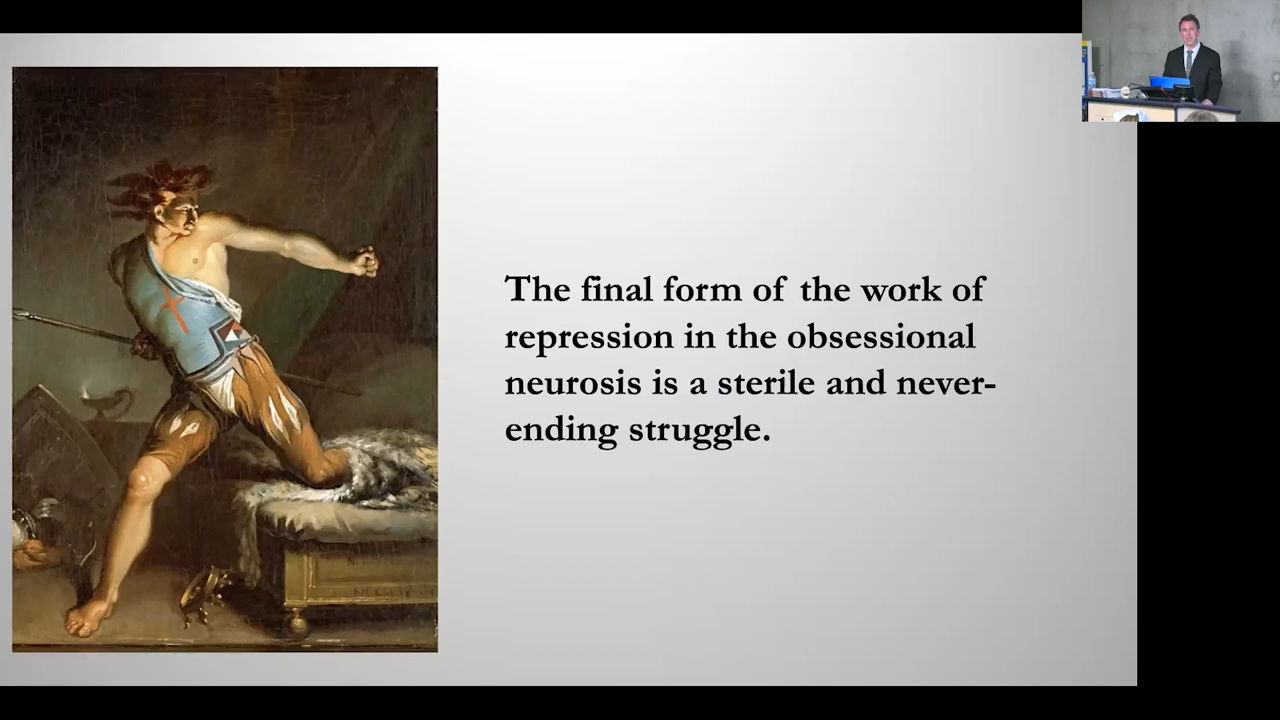 The final form of the work of
repression in the obsessional
neurosis is a sterile and never-
ending struggle.